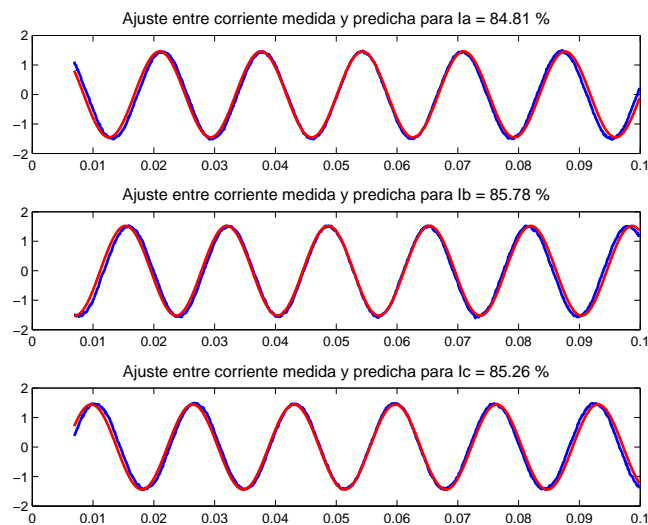 Ajuste entre corriente medida y predicha para Ia = 84.81 %
2
1
0
−1
−2
0 0.01 0.02 0.03 0.04 0.05 0.06 0.07 0.08 0.09 0.1
Ajuste entre corriente medida y predicha para Ib = 85.78 %
2
1
0
−1
−2
0 0.01 0.02 0.03 0.04 0.05 0.06 0.07 0.08 0.09 0.1
Ajuste entre corriente medida y predicha para Ic = 85.26 %
2
1
0
−1
−2
0 0.01 0.02 0.03 0.04 0.05 0.06 0.07 0.08 0.09 0.1